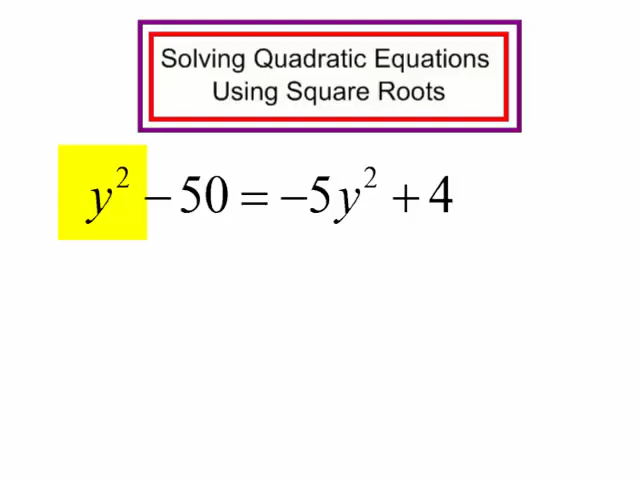 Solving Quadratic Equations
Using Square Roots
y² − 50 = −5y² + 4